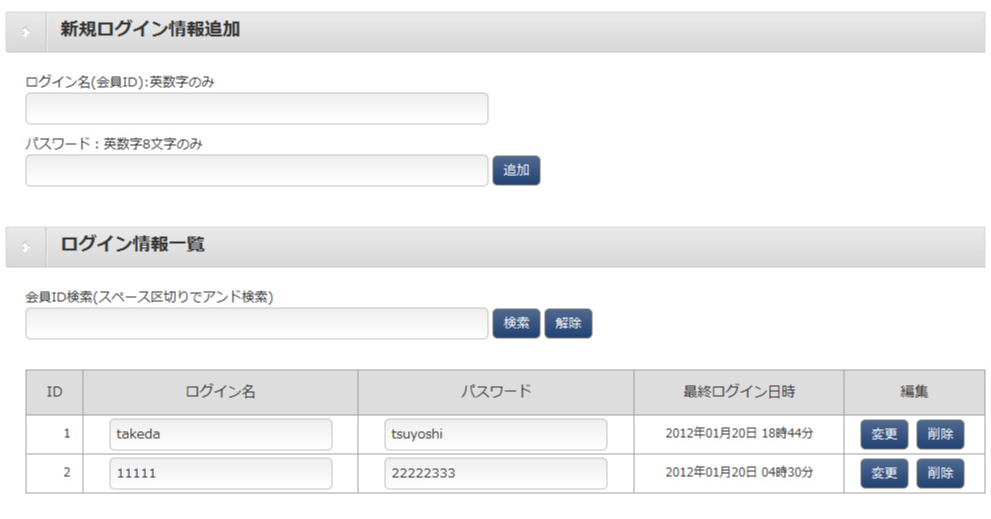 新規ログイン情報追加
ログイン名(会員ID):英数字のみ
パスワード：英数字8文字のみ
追加
ログイン情報一覧
会員ID検索(スペース区切りでアンド検索)
検索 解除
ID ログイン名 パスワード 最終ログイン日時 編集
1 takeda tsuyoshi 2012年01月20日 18時44分 変更 削除
2 11111 22222333 2012年01月20日 04時30分 変更 削除